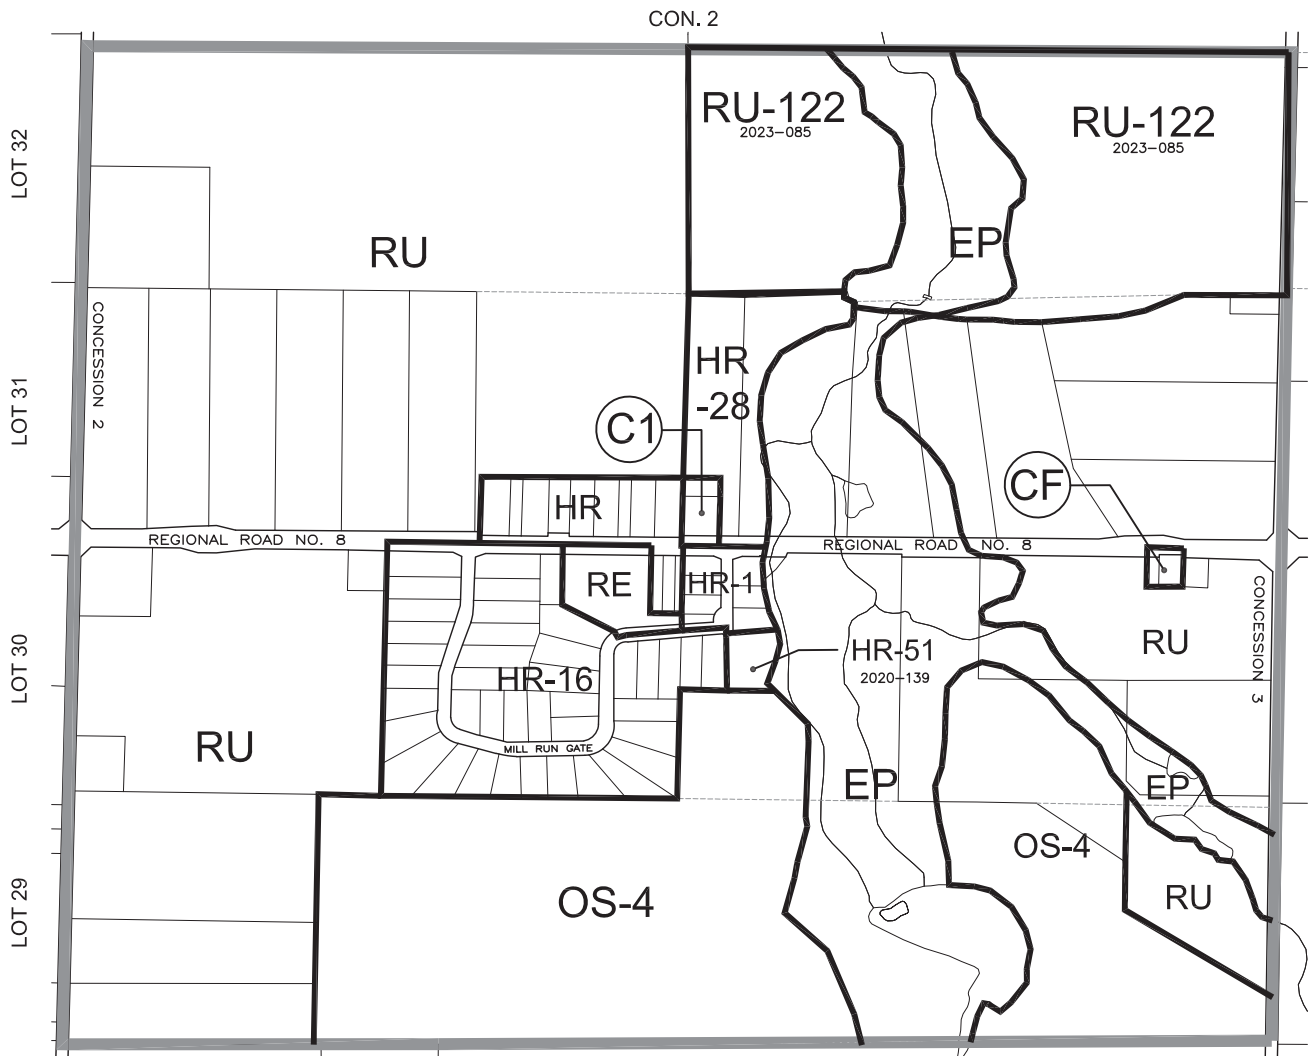 CON. 2
RU-122
2023-085
RU-122
2023-085
LOT 32
RU
EP
CONCESSION 2
LOT 31
HR
-28
C1
CF
HR
REGIONAL ROAD NO. 8
REGIONAL ROAD NO. 8
RE
HR-1
CONCESSION 3
LOT 30
HR-16
HR-51
2020-139
RU
RU
MILL RUN GATE
EP
EP
OS-4
OS-4
RU
LOT 29